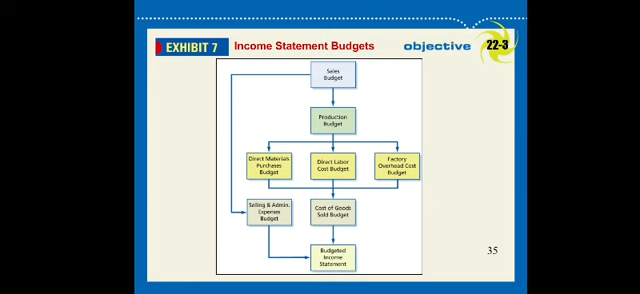 EXHIBIT 7 Income Statement Budgets objective 22-3
Sales
Budget
Production
Budget
Direct Materials
Purchases
Budget
Direct Labor
Cost Budget
Factory
Overhead Cost
Budget
Selling & Admin.
Expenses
Budget
Cost of Goods
Sold Budget
Budgeted
Income
Statement
35